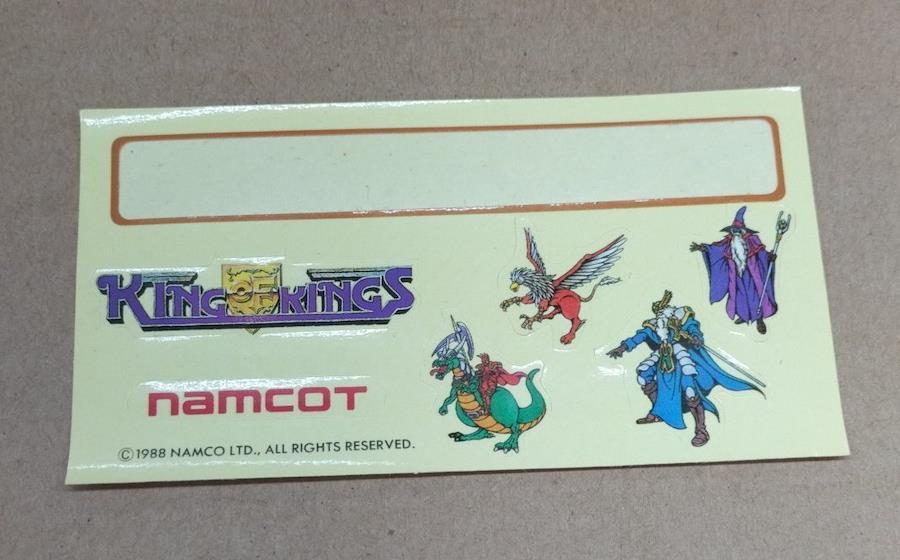 KING OF KINGS
namcot
©1988 NAMCO LTD., ALL RIGHTS RESERVED.